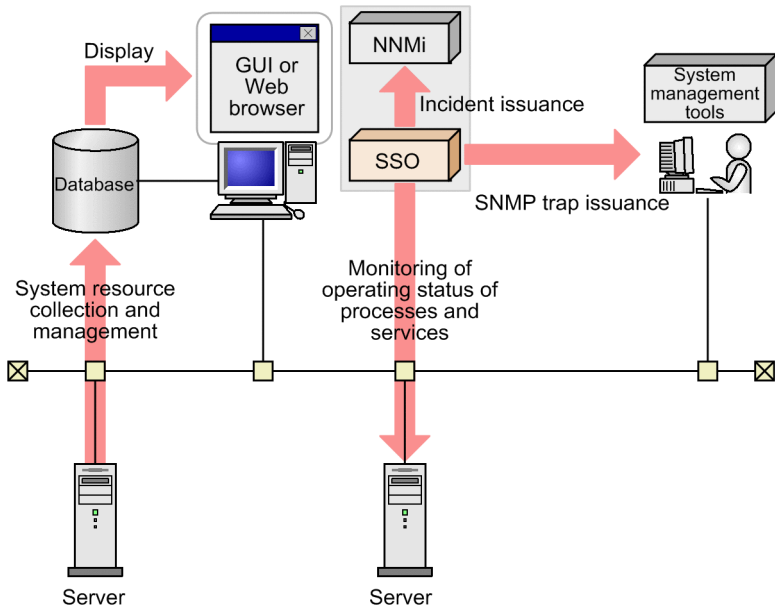 Display
GUI or
Web
browser
NNMi
Incident issuance
System
management
tools
Database
SSO
SNMP trap issuance
System resource
collection and
management
Monitoring of
operating status of
processes and
services
Server
Server